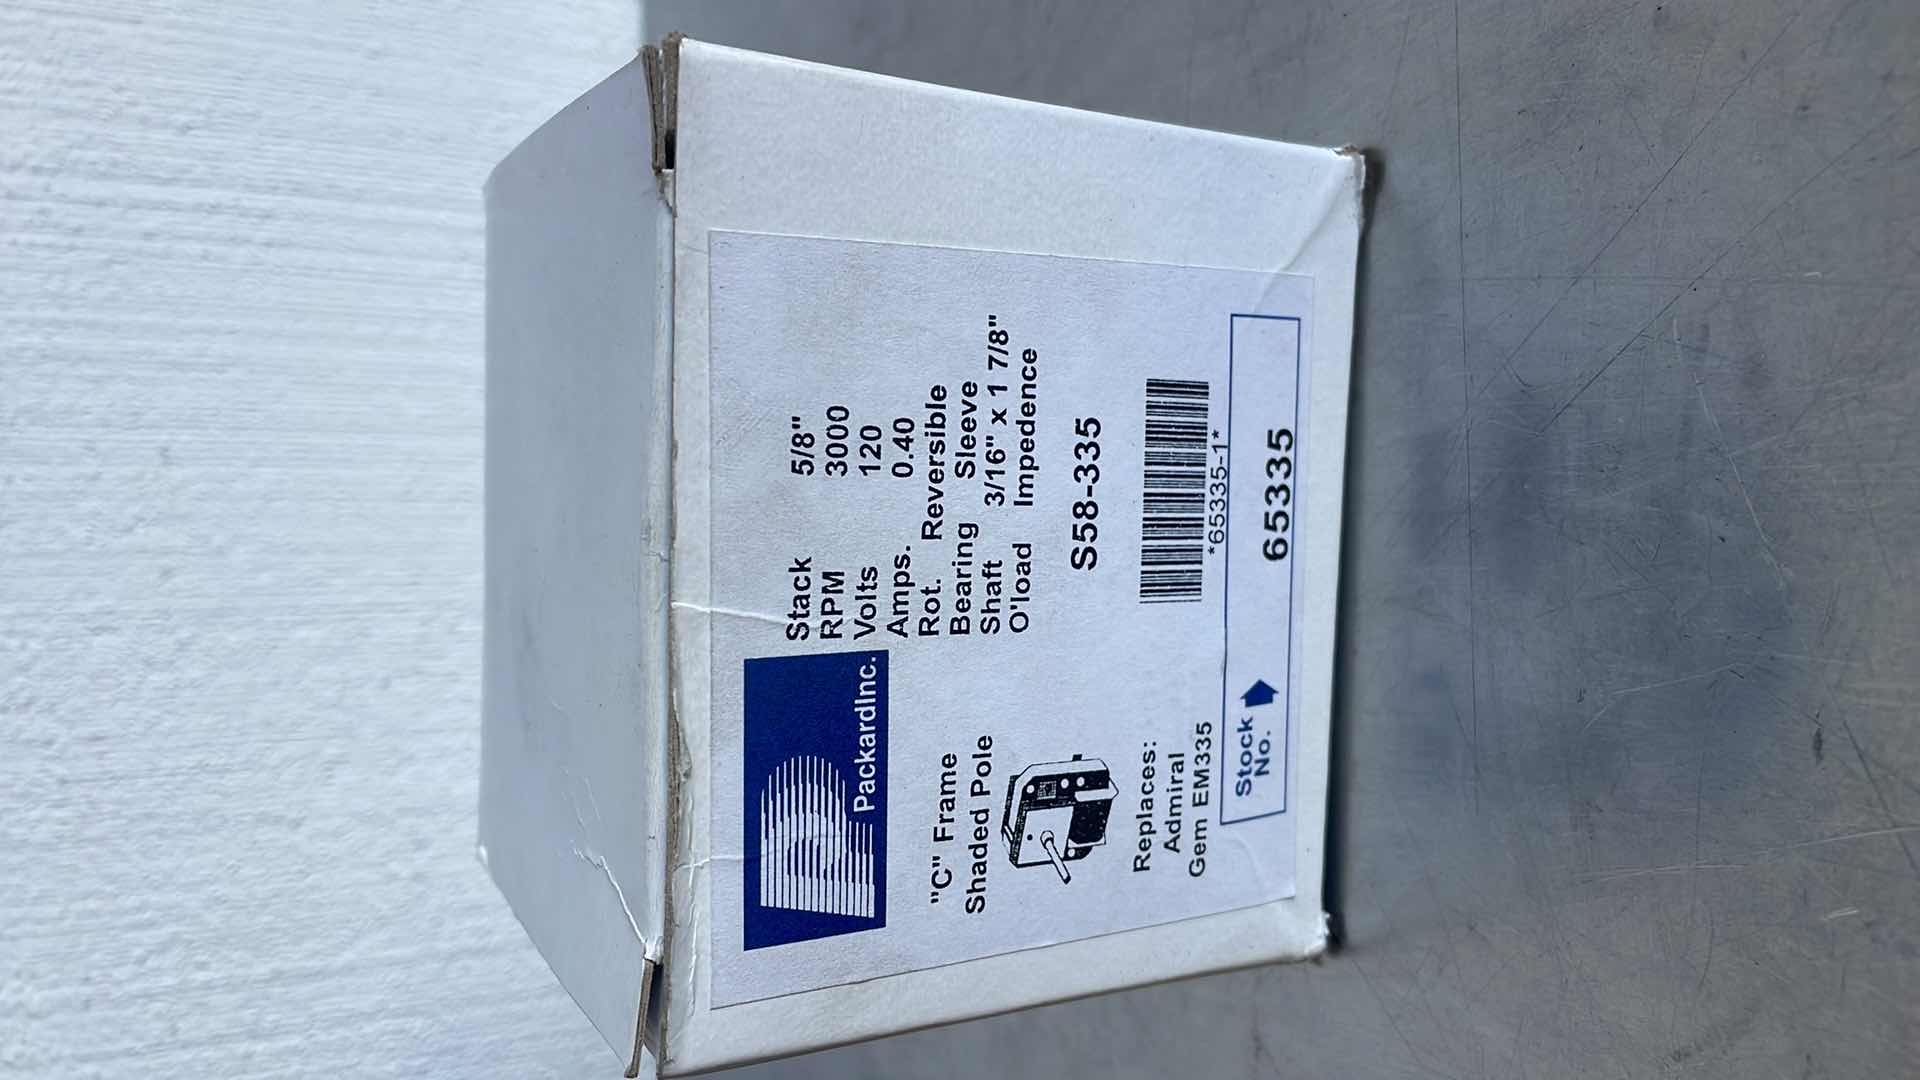 PackardInc.
"C" Frame
Shaded Pole
Replaces:
Admiral
Gem EM335
Stack 5/8"
RPM 3000
Volts 120
Amps. 0.40
Rot. Reversible
Bearing Sleeve
Shaft 3/16" x 1 7/8"
O'load Impedence
S58-335
*65335-1*
Stock
No.
65335